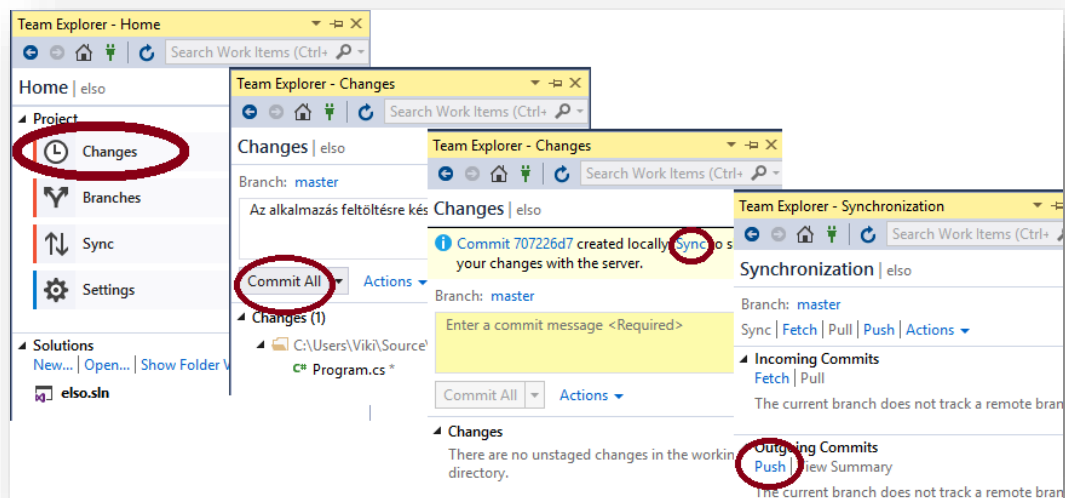 Team Explorer - Home
Search Work Items (Ctrl+
Home | elso
Project
Changes
Branches
Sync
Settings
Solutions
New... | Open... | Show Folder
elso.sln
Team Explorer - Changes
Search Work Items (Ctrl+
Changes | elso
Branch: master
Az alkalmazás feltöltésre
Commit All
Actions
Changes (1)
C:\Users\Viki\Source\
C# Program.cs *
Team Explorer - Changes
Search Work Items (Ctrl+
Changes | elso
Commit 707226d7 created locally. Sync to
your changes with the server.
Branch: master
Enter a commit message <Required>
Commit All
Actions
Changes
There are no unstaged changes in the
directory.
Team Explorer - Synchronization
Search Work Items (Ctrl+
Synchronization | elso
Branch: master
Sync | Fetch | Pull | Push | Actions
Incoming Commits
Fetch | Pull
The current branch does not track a remote
Outgoing Commits
Push | View Summary
The current branch does not track a remote